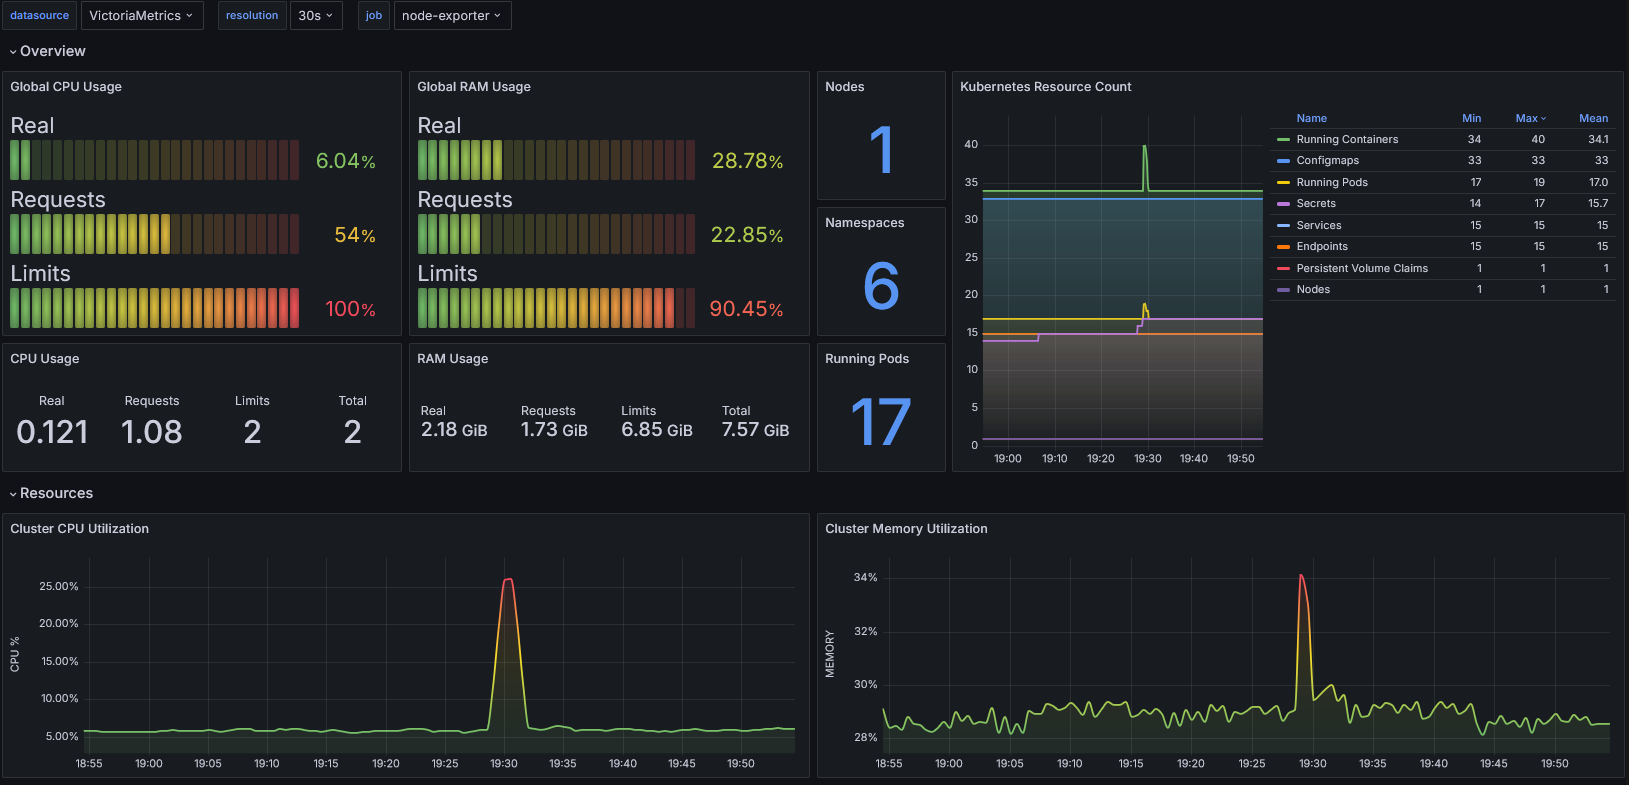 datasource VictoriaMetrics resolution 30s job node-exporter
Overview
Global CPU Usage
Real
6.04%
Requests
54%
Limits
100%
Global RAM Usage
Real
28.78%
Requests
22.85%
Limits
90.45%
Nodes
1
Namespaces
6
Kubernetes Resource Count
40
35
30
25
20
15
10
5
0
19:00 19:10 19:20 19:30 19:40 19:50
Name Min Max Mean
Running Containers 34 40 34.1
Configmaps 33 33 33
Running Pods 17 19 17.0
Secrets 14 17 15.7
Services 15 15 15
Endpoints 15 15 15
Persistent Volume Claims 1 1 1
Nodes 1 1 1
CPU Usage
Real Requests Limits Total
0.121 1.08 2 2
RAM Usage
Real Requests Limits Total
2.18 GiB 1.73 GiB 6.85 GiB 7.57 GiB
Running Pods
17
Resources
Cluster CPU Utilization
CPU %
25.00%
20.00%
15.00%
10.00%
5.00%
18:55 19:00 19:05 19:10 19:15 19:20 19:25 19:30 19:35 19:40 19:45 19:50
Cluster Memory Utilization
MEMORY
34%
32%
30%
28%
18:55 19:00 19:05 19:10 19:15 19:20 19:25 19:30 19:35 19:40 19:45 19:50